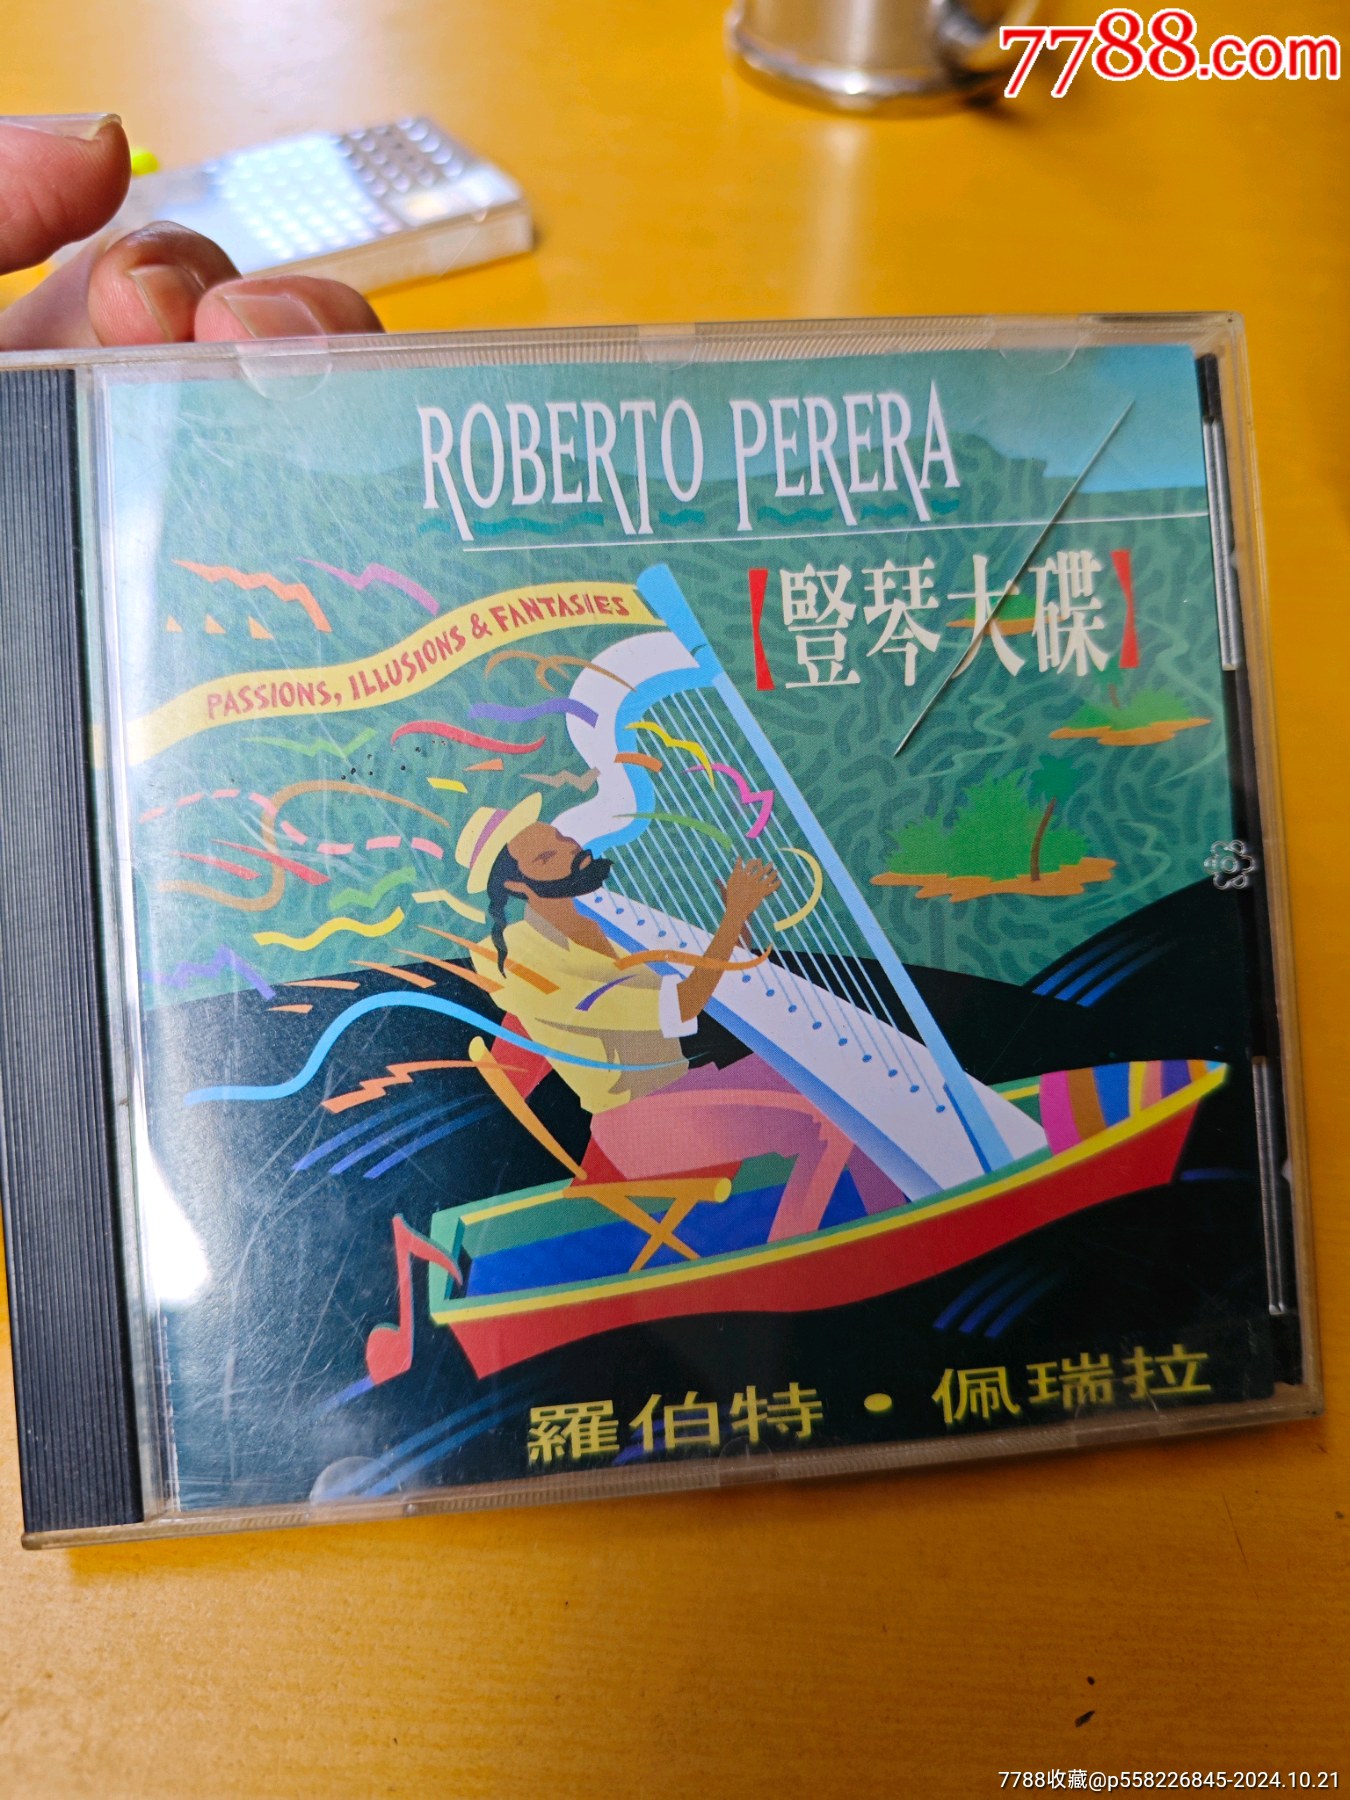 7788.com
ROBERTO PERERA
【豎琴大碟】
PASSIONS, ILLUSIONS & FANTASIES
羅伯特・佩瑞拉
7788收藏@p558226845-2024.10.21